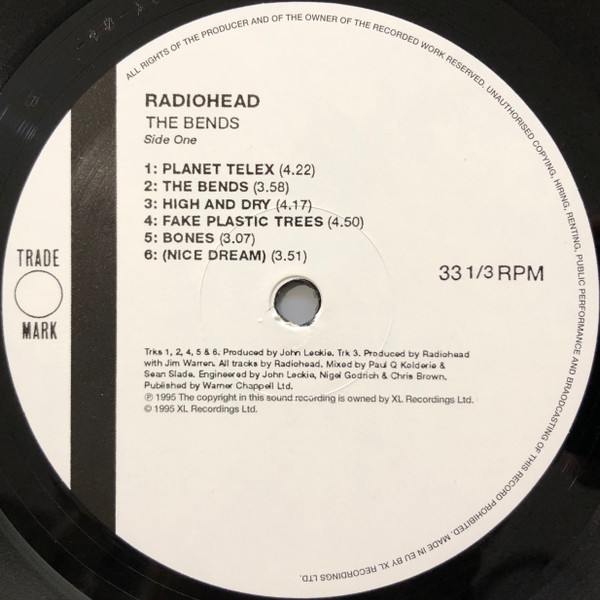 ALL RIGHTS OF THE PRODUCER AND OF THE OWNER OF THE RECORDED WORK RESERVED. UNAUTHORISED COPYING, HIRING, RENTING, PUBLIC PERFORMANCE AND BRAODCASTING OF THIS RECORD PROHIBITED. MADE IN EU BY XL RECORDINGS LTD.
RADIOHEAD
THE BENDS
Side One
1: PLANET TELEX (4.22)
2: THE BENDS (3.58)
3: HIGH AND DRY (4.17)
4: FAKE PLASTIC TREES (4.50)
5: BONES (3.07)
6: (NICE DREAM) (3.51)
TRADE
MARK
33 1/3 RPM
Trks 1, 2, 4, 5 & 6. Produced by John Leckie. Trk 3. Produced by Radiohead
with Jim Warren. All tracks by Radiohead. Mixed by Paul Q Kolderie &
Sean Slade. Engineered by John Leckie, Nigel Godrich & Chris Brown.
Published by Warner Chappell Ltd.
℗ 1995 The copyright in this sound recording is owned by XL Recordings Ltd.
© 1995 XL Recordings Ltd.